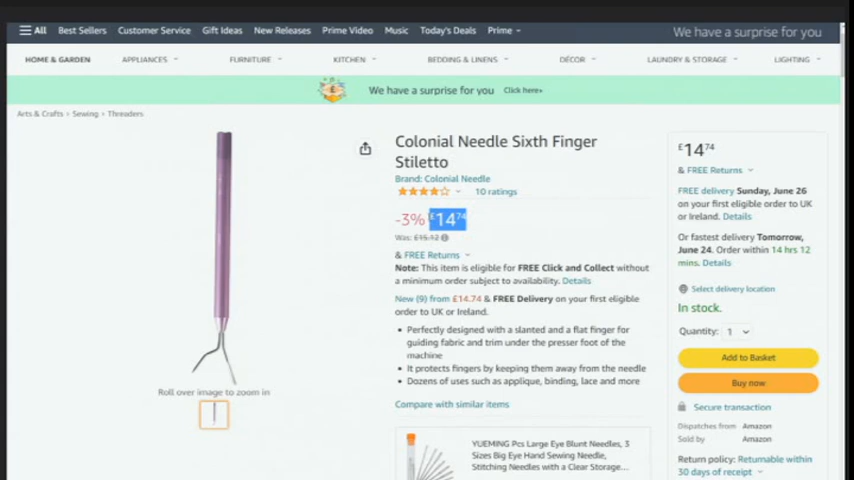 All Best Sellers Customer Service Gift Ideas New Releases Prime Video Music Today's Deals Prime We have a surprise for you
HOME & GARDEN APPLIANCES FURNITURE KITCHEN BEDDING & LINENS DÉCOR LAUNDRY & STORAGE LIGHTING
We have a surprise for you Click here»
Arts & Crafts › Sewing › Threaders
Colonial Needle Sixth Finger
Stiletto
Brand: Colonial Needle
10 ratings
-3% £14⁷⁴
Was: £15.12
& FREE Returns
Note: This item is eligible for FREE Click and Collect without
a minimum order subject to availability. Details
New (9) from £14.74 & FREE Delivery on your first eligible
order to UK or Ireland.
• Perfectly designed with a slanted and a flat finger for
guiding fabric and trim under the presser foot of the
machine
• It protects fingers by keeping them away from the needle
• Dozens of uses such as applique, binding, lace and more
Compare with similar items
YUEMING Pcs Large Eye Blunt Needles, 3
Sizes Big Eye Hand Sewing Needle,
Stitching Needles with a Clear Storage...
Roll over image to zoom in
£14⁷⁴
& FREE Returns
FREE delivery Sunday, June 26
on your first eligible order to UK
or Ireland. Details
Or fastest delivery Tomorrow,
June 24. Order within 14 hrs 12
mins. Details
Select delivery location
In stock.
Quantity: 1
Add to Basket
Buy now
Secure transaction
Dispatches from Amazon
Sold by Amazon
Return policy: Returnable within
30 days of receipt